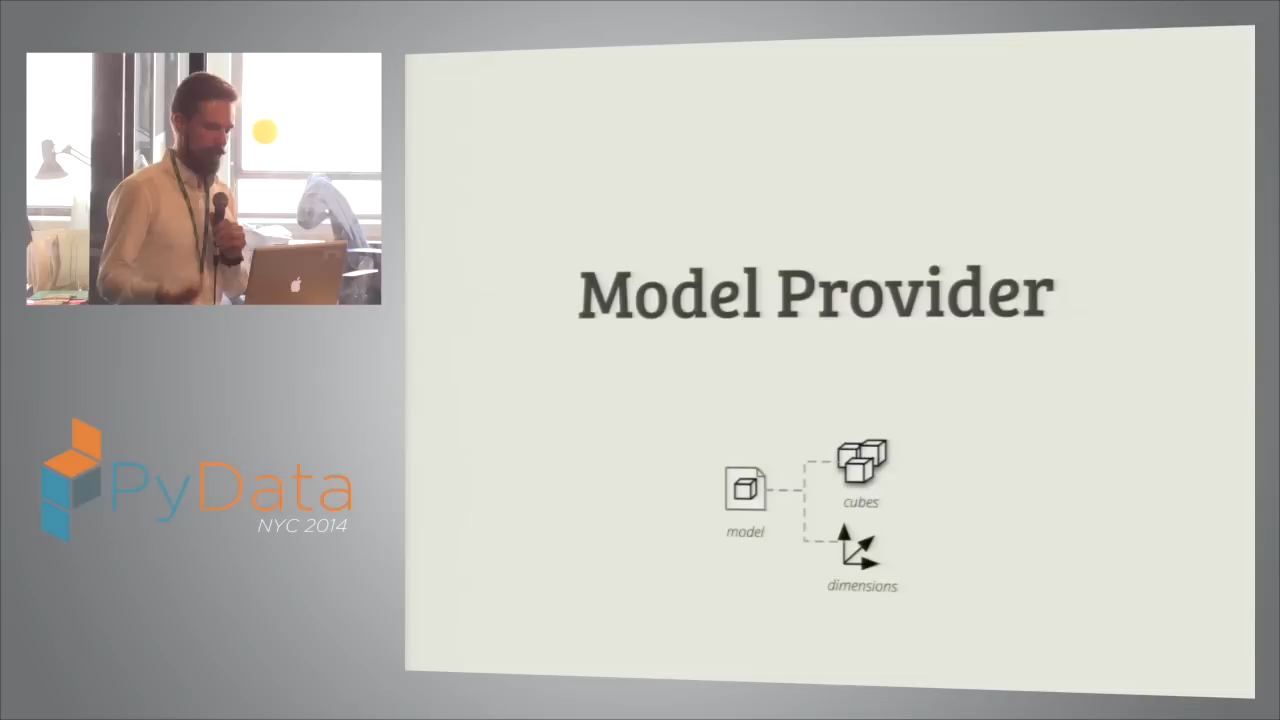 Model Provider
model
cubes
dimensions
PyData
NYC 2014